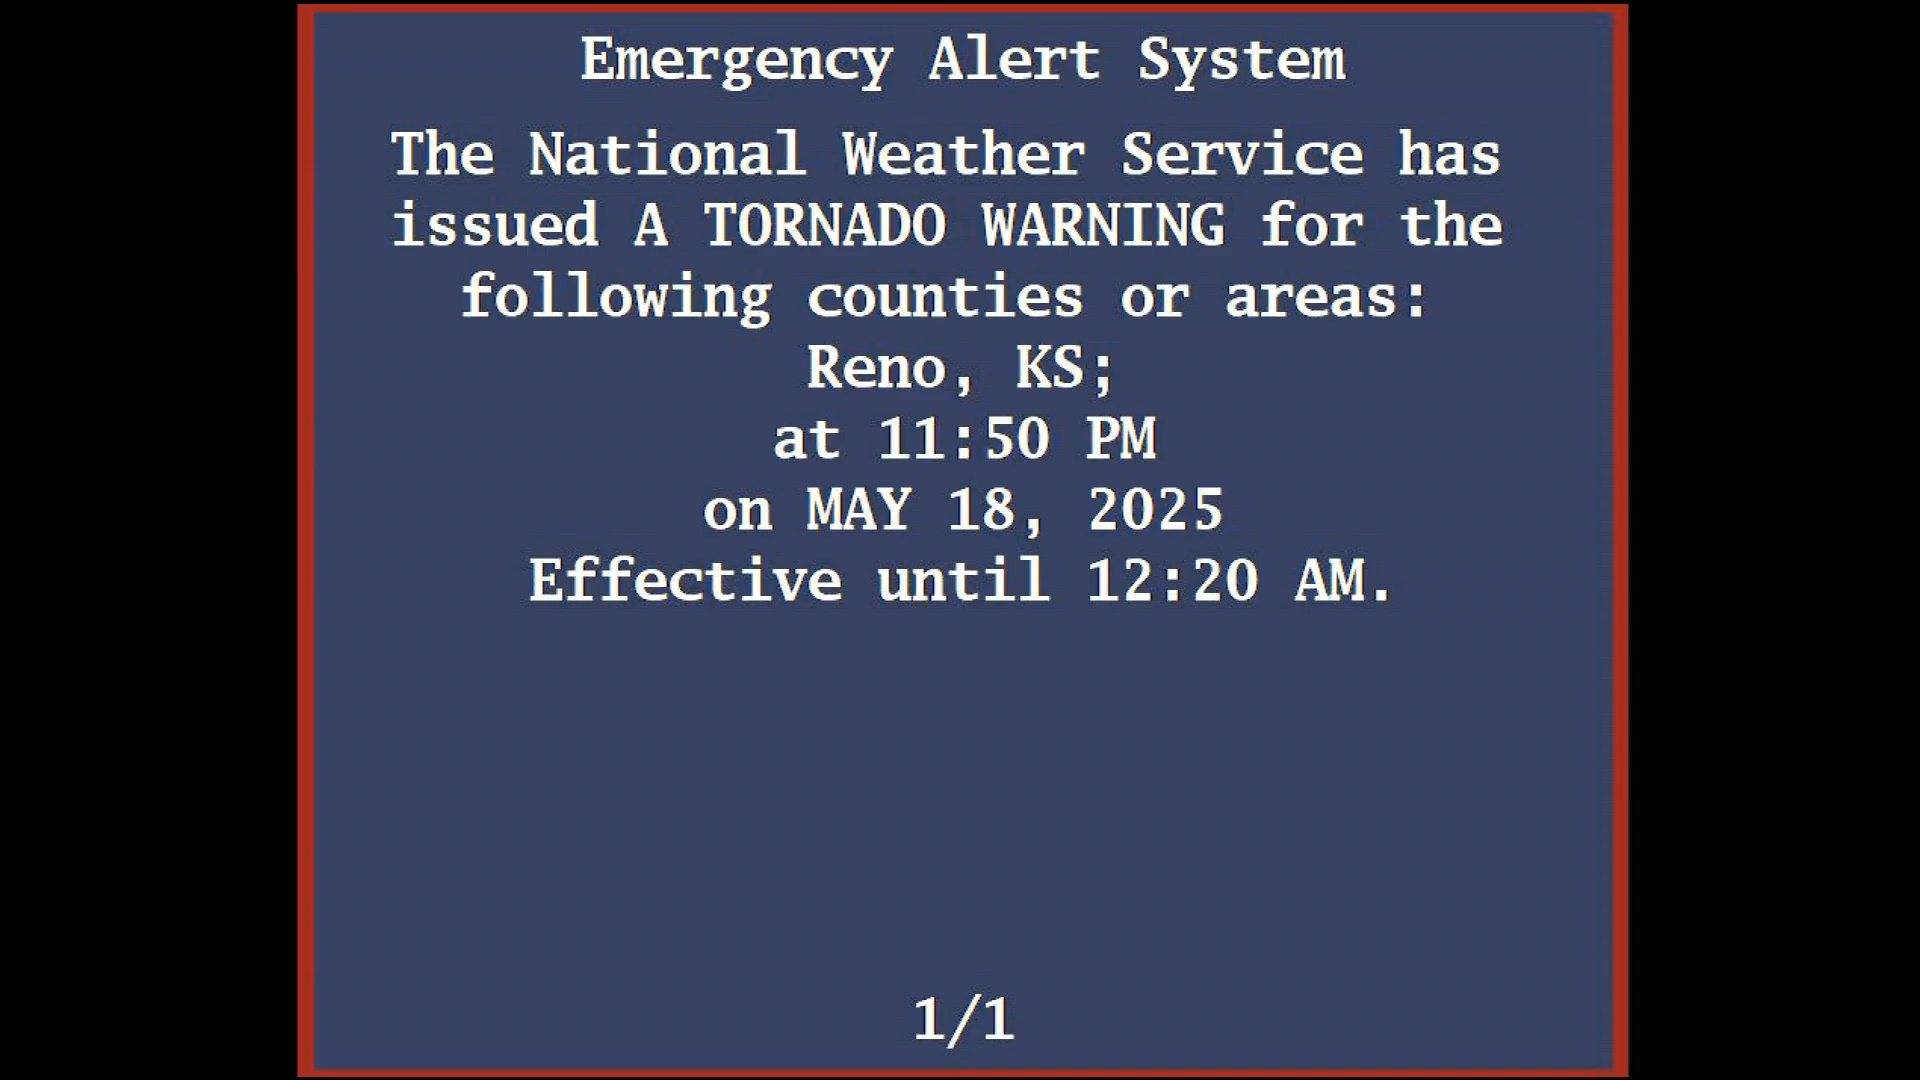 Emergency Alert System
The National Weather Service has
issued A TORNADO WARNING for the
following counties or areas:
Reno, KS;
at 11:50 PM
on MAY 18, 2025
Effective until 12:20 AM.
1/1